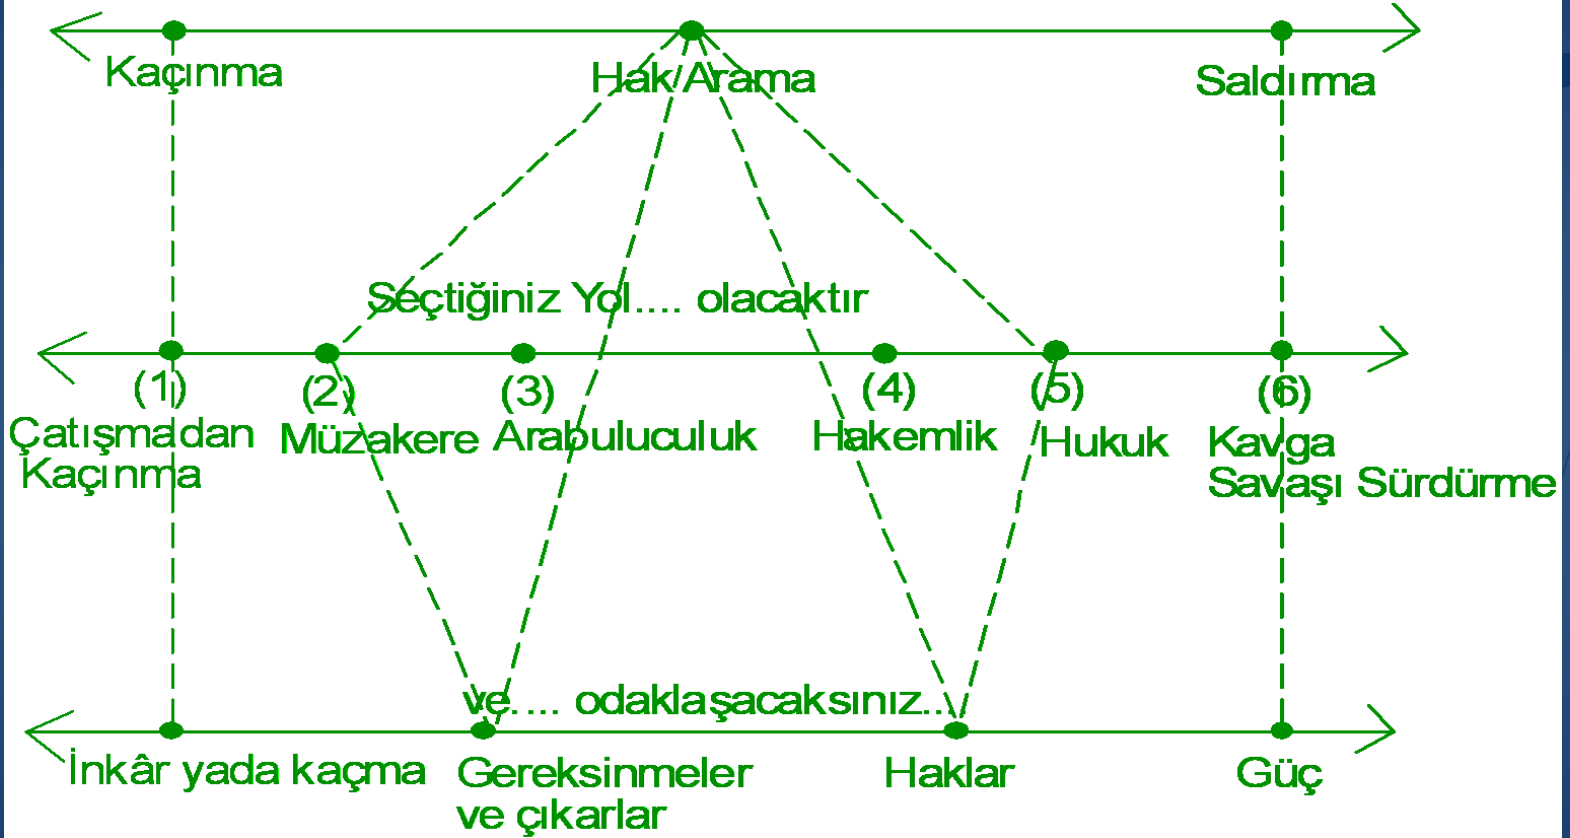 Kaçınma
Hak Arama
Saldırma
Seçtiğiniz Yol.... olacaktır
(1)
(2)
(3)
(4)
(5)
(6)
Çatışmadan
Kaçınma
Müzakere
Arabuluculuk
Hakemlik
Hukuk
Kavga
Savaşı Sürdürme
ve.... odaklaşacaksınız....
İnkâr yada kaçma
Gereksinmeler
ve çıkarlar
Haklar
Güç